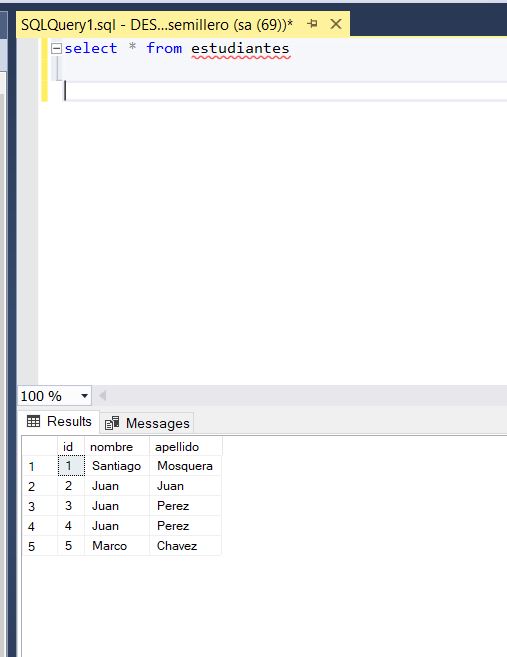 SQLQuery1.sql - DES...semillero (sa (69))*
select * from estudiantes
100 %
Results Messages
id nombre apellido
1 1 Santiago Mosquera
2 2 Juan Juan
3 3 Juan Perez
4 4 Juan Perez
5 5 Marco Chavez